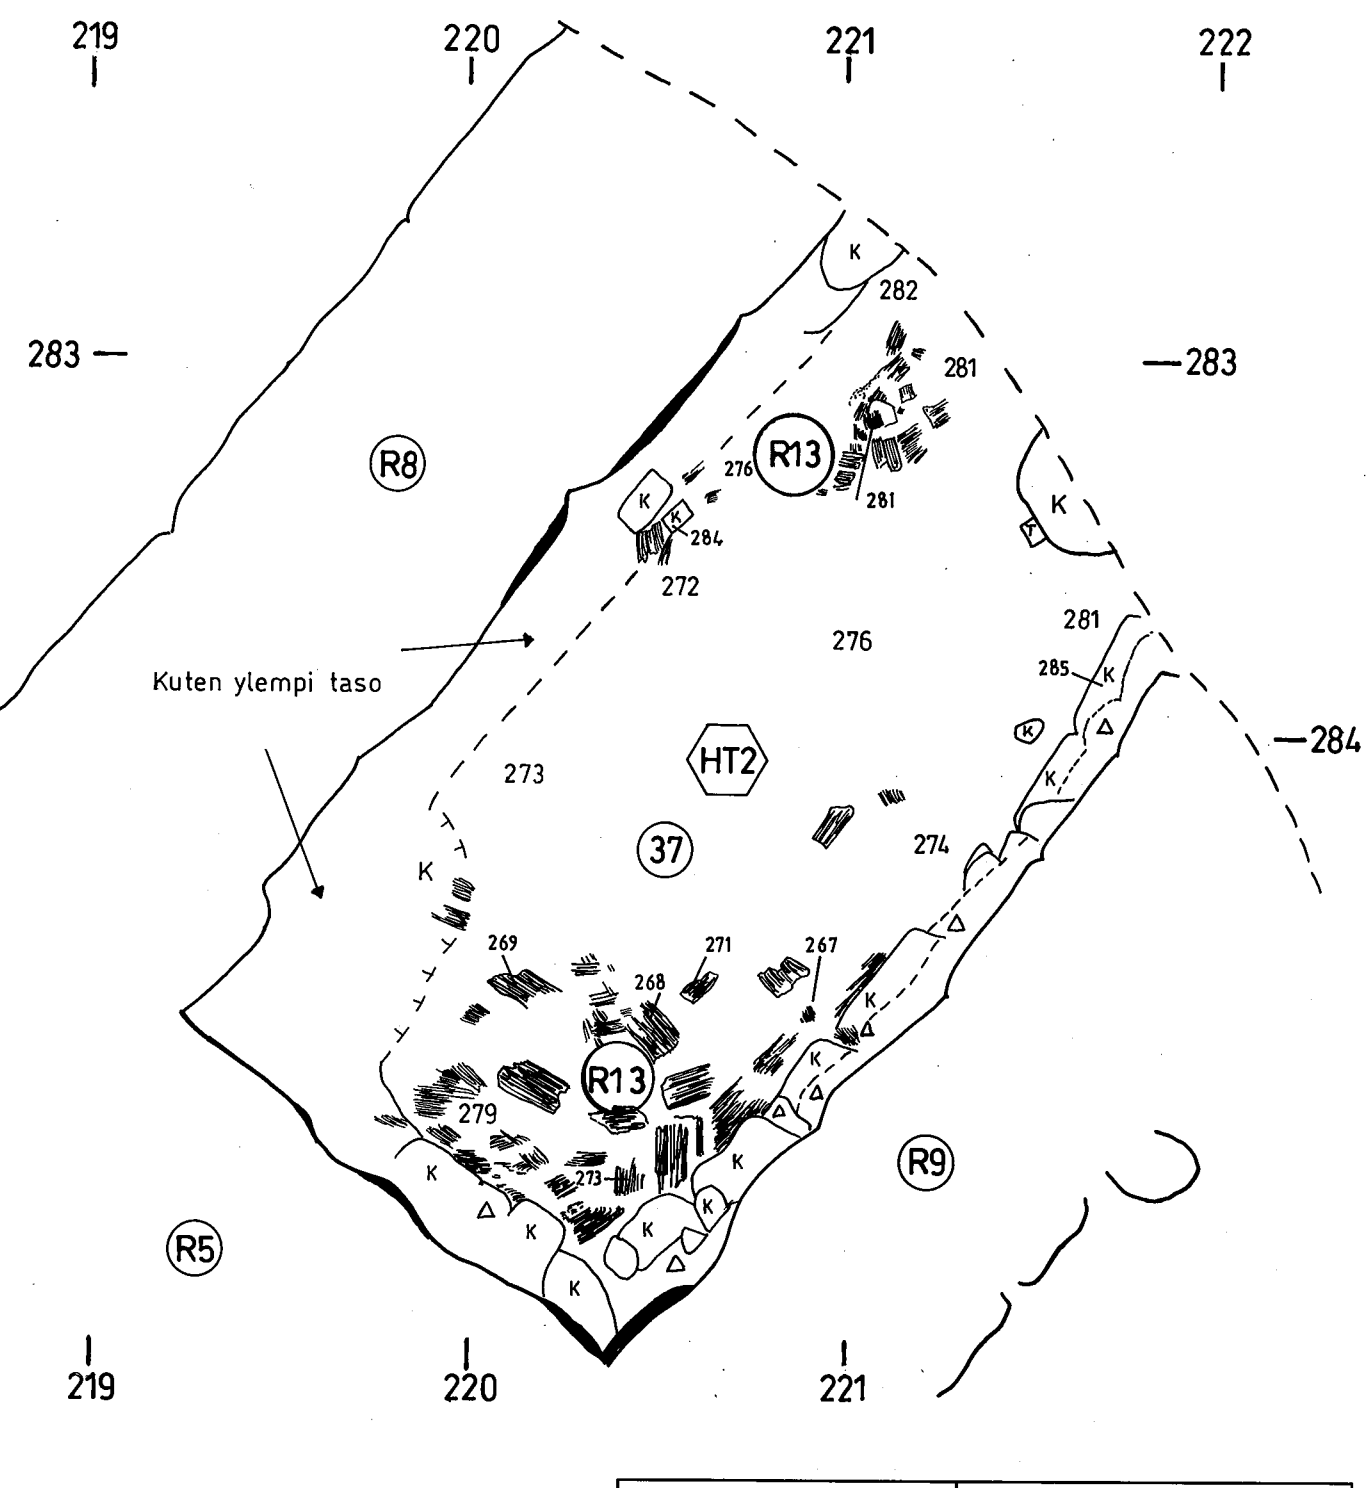 219 220 221 222
K
282
283 283
281
R13
R8
276
K
281
K
284
T
K
272
281
276
285 K
Kuten ylempi taso
K
284
HT2
273
K
37
274
K
269 271 267
268
K
K
R13
279
R9
K
K
273
K
K
K
R5
K
219 220 221